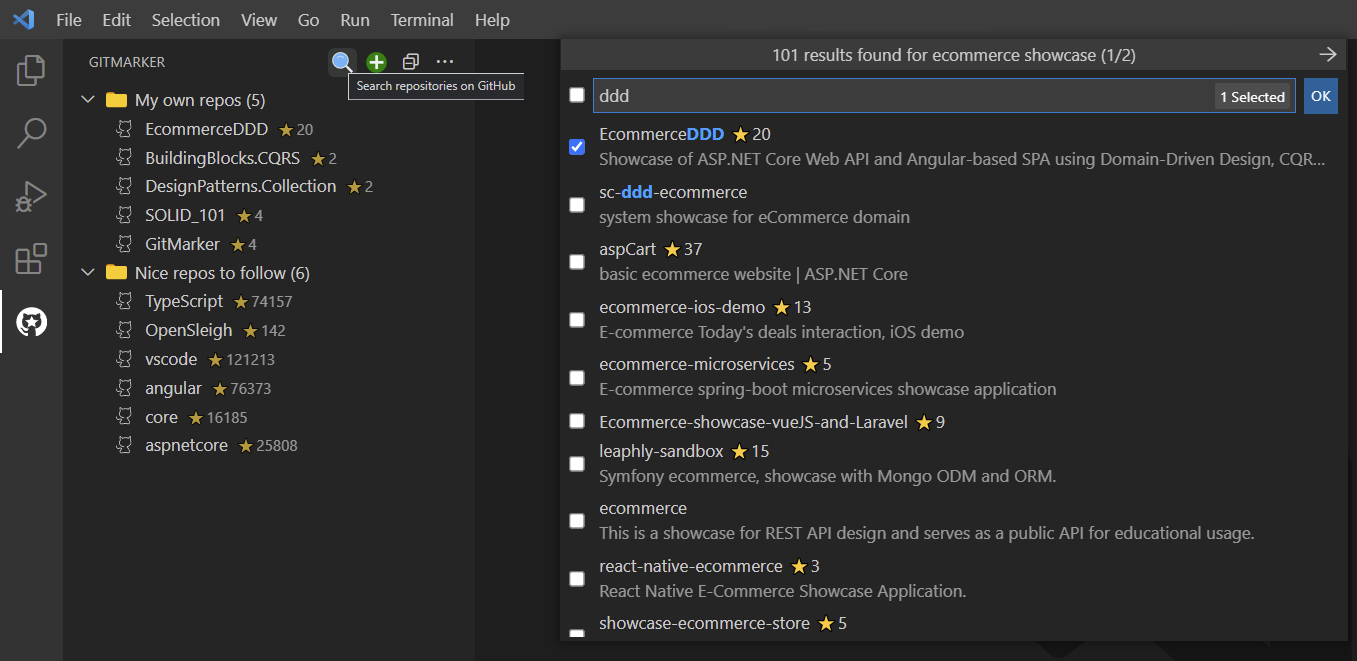 File Edit Selection View Go Run Terminal Help
GITMARKER
Search repositories on GitHub
My own repos (5)
EcommerceDDD 20
BuildingBlocks.CQRS 2
DesignPatterns.Collection 2
SOLID_101 4
GitMarker 4
Nice repos to follow (6)
TypeScript 74157
OpenSleigh 142
vscode 121213
angular 76373
core 16185
aspnetcore 25808
101 results found for ecommerce showcase (1/2)
ddd 1 Selected OK
EcommerceDDD 20
Showcase of ASP.NET Core Web API and Angular-based SPA using Domain-Driven Design, CQR...
sc-ddd-ecommerce
system showcase for eCommerce domain
aspCart 37
basic ecommerce website | ASP.NET Core
ecommerce-ios-demo 13
E-commerce Today's deals interaction, iOS demo
ecommerce-microservices 5
E-commerce spring-boot microservices showcase application
Ecommerce-showcase-vueJS-and-Laravel 9
leaphly-sandbox 15
Symfony ecommerce, showcase with Mongo ODM and ORM.
ecommerce
This is a showcase for REST API design and serves as a public API for educational usage.
react-native-ecommerce 3
React Native E-Commerce Showcase Application.
showcase-ecommerce-store 5